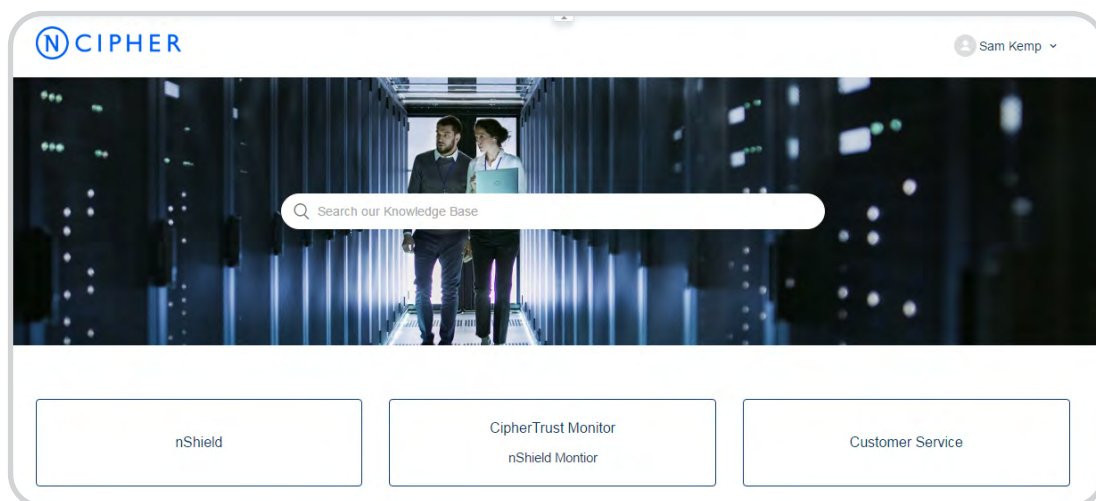 NCIPHER
Sam Kemp
Search our Knowledge Base
nShield
CipherTrust Monitor
nShield Montior
Customer Service